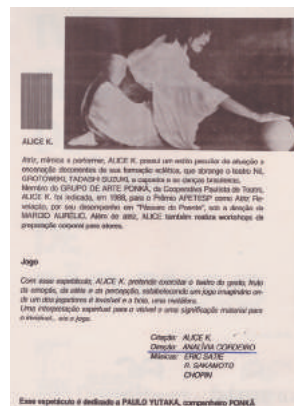 ALICE K.
Atriz, mímica e performer, ALICE K. possui um estilo peculiar de atuação e
encenação decorrentes de sua formação eclética, que abrange o teatro Nô,
GROTOWSKI, TADASHI SUZUKI, a capoeira e as danças brasileiras.
Membro do GRUPO DE ARTE PONKÃ, da Cooperativa Paulista de Teatro,
ALICE K. foi indicada, em 1988, para o Prêmio APETESP como Atriz Re-
velação, por seu desempenho em "Pássaro do Poente", sob a direção de
MARCIO AURÉLIO. Além de atriz, ALICE também realiza workshops de
preparação corporal para atores.
Jogo
Com esse espetáculo, ALICE K. pretende exercitar o teatro do gesto, fruto
da emoção, da idéia e da percepção, estabelecendo um jogo imaginário on-
de um dos jogadores é invisível e a bola, uma metáfora.
Uma interpretação espiritual para o visível e uma significação material para
o invisível.. eis o jogo.
Criação: ALICE K.
Direção: ANALÍVIA CORDEIRO
Músicas: ERIC SATIE
R. SAKAMOTO
CHOPIN
Esse espetáculo é dedicado a PAULO YUTAKA, companheiro PONKÃ